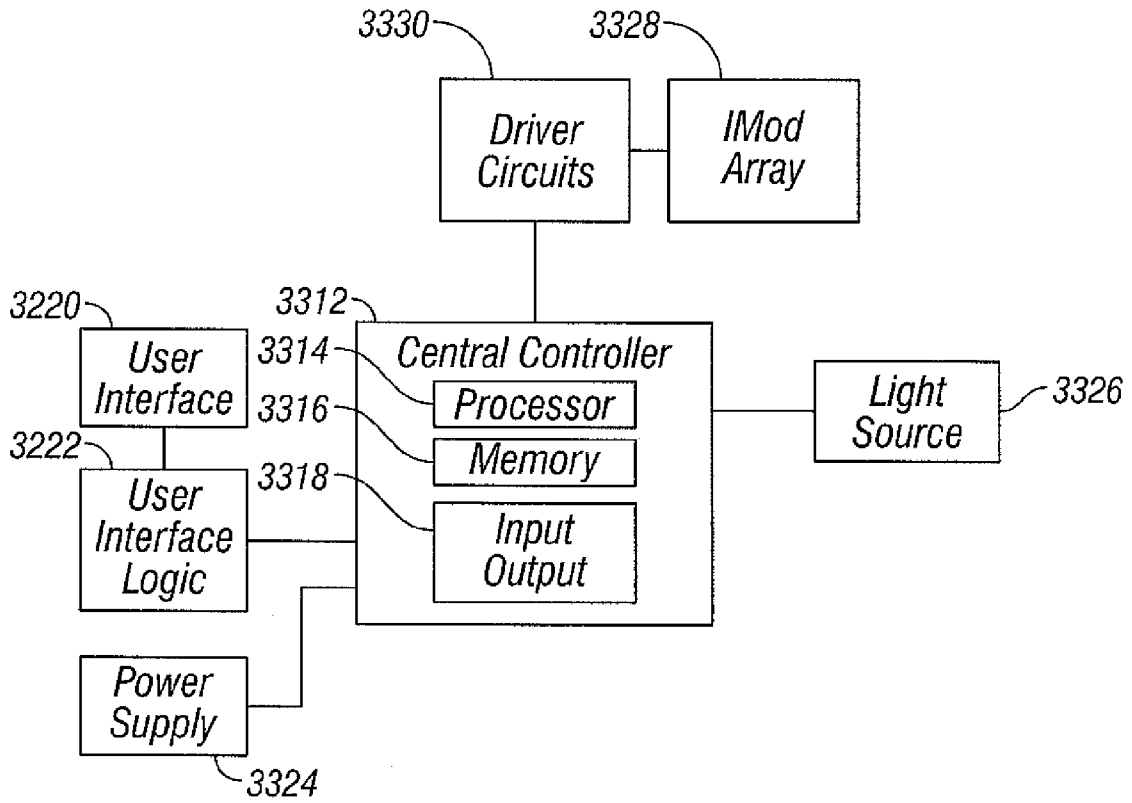 3330
3328
Driver
Circuits
IMod
Array
3220
3312
User
Interface
3314
Central Controller
Processor
Light
Source
3326
3316
Memory
3222
User
Interface
Logic
3318
Input
Output
Power
Supply
3324